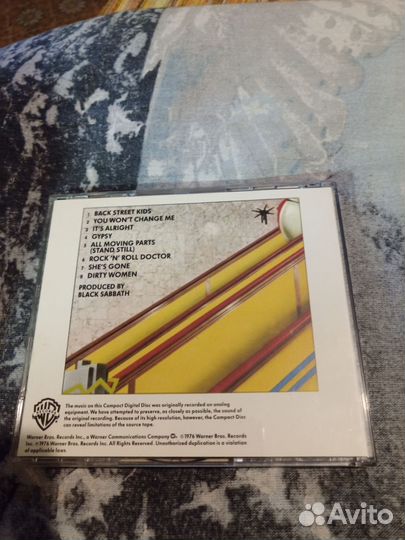 1 BACK STREET KIDS
2 YOU WON'T CHANGE ME
3 IT'S ALRIGHT
4 GYPSY
5 ALL MOVING PARTS
(STAND STILL)
6 ROCK 'N' ROLL DOCTOR
7 SHE'S GONE
8 DIRTY WOMEN
PRODUCED BY
BLACK SABBATH
The music on this Compact Digital Disc was originally recorded on analog
equipment. We have attempted to preserve, as closely as possible, the sound of
the original recording. Because of its high resolution, however, the Compact Disc
can reveal limitations of the source tape.
Warner Bros. Records Inc., a Warner Communications Company ©1976 Warner Bros. Records
Inc. ℗1976 Warner Bros. Records Inc. All Rights Reserved. Unauthorized duplication is a violation
of applicable laws.
Avito